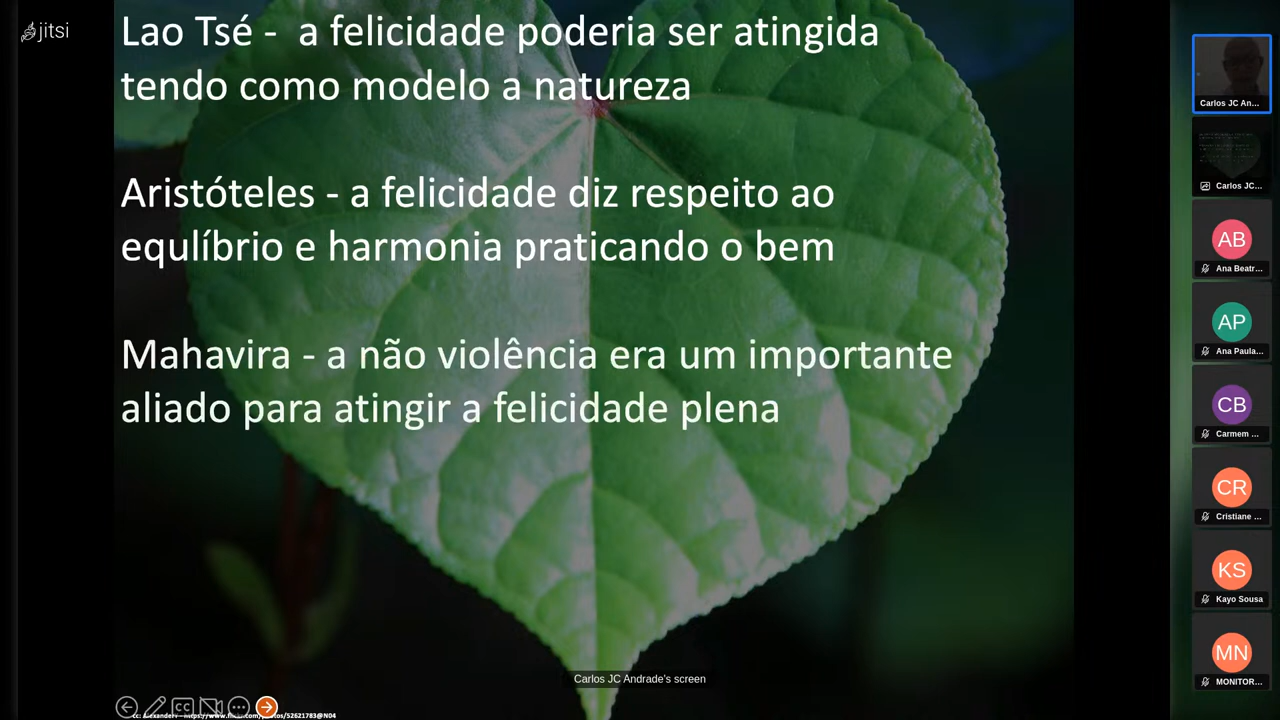 jitsi
Lao Tsé - a felicidade poderia ser atingida
tendo como modelo a natureza
Aristóteles - a felicidade diz respeito ao
equlíbrio e harmonia praticando o bem
Mahavira - a não violência era um importante
aliado para atingir a felicidade plena
Carlos JC Andrade's screen
Carlos JC An...
Carlos JC...
AB
Ana Beatr...
AP
Ana Paula...
CB
Carmem ...
CR
Cristiane ...
KS
Kayo Sousa
MN
MONITOR...